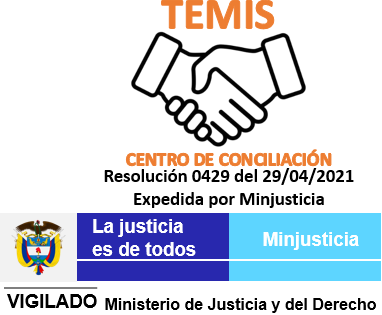 TEMIS
CENTRO DE CONCILIACIÓN
Resolución 0429 del 29/04/2021
Expedida por Minjusticia
La justicia
es de todos
Minjusticia
VIGILADO Ministerio de Justicia y del Derecho